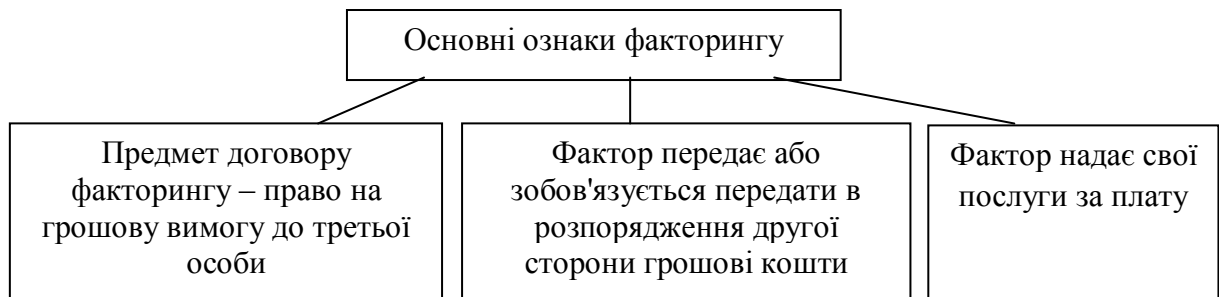 Основні ознаки факторингу
Предмет договору
факторингу – право на
грошову вимогу до третьої
особи
Фактор передає або
зобов'язується передати в
розпорядження другої
сторони грошові кошти
Фактор надає свої
послуги за плату